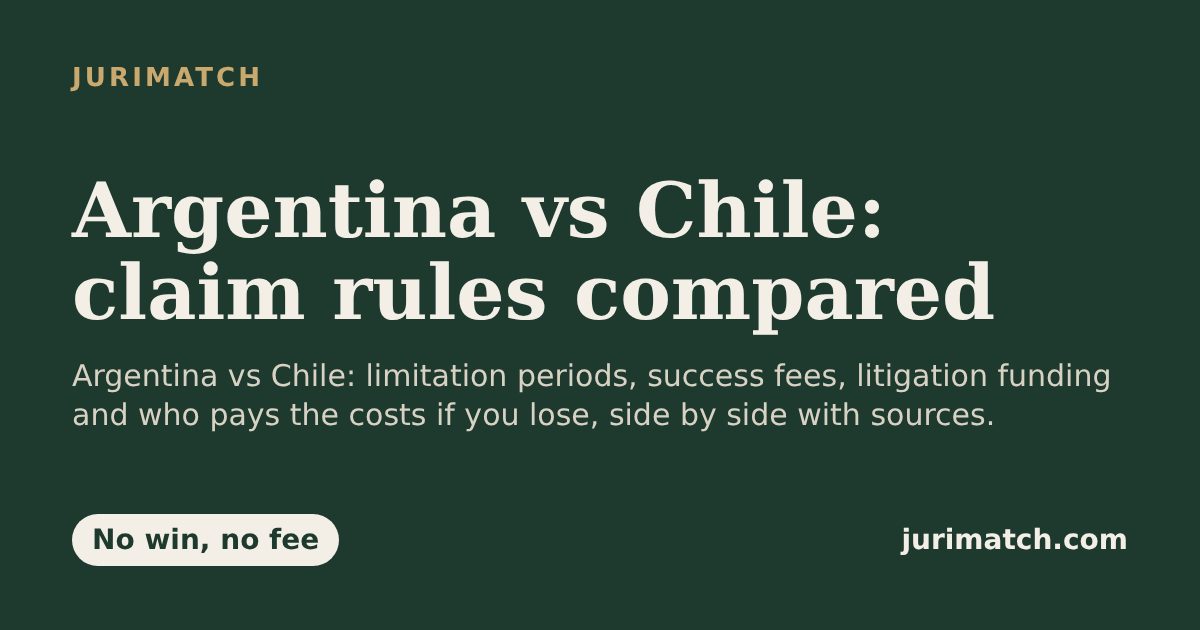 JURIMATCH
Argentina vs Chile:
claim rules compared
Argentina vs Chile: limitation periods, success fees, litigation funding
and who pays the costs if you lose, side by side with sources.
No win, no fee
jurimatch.com